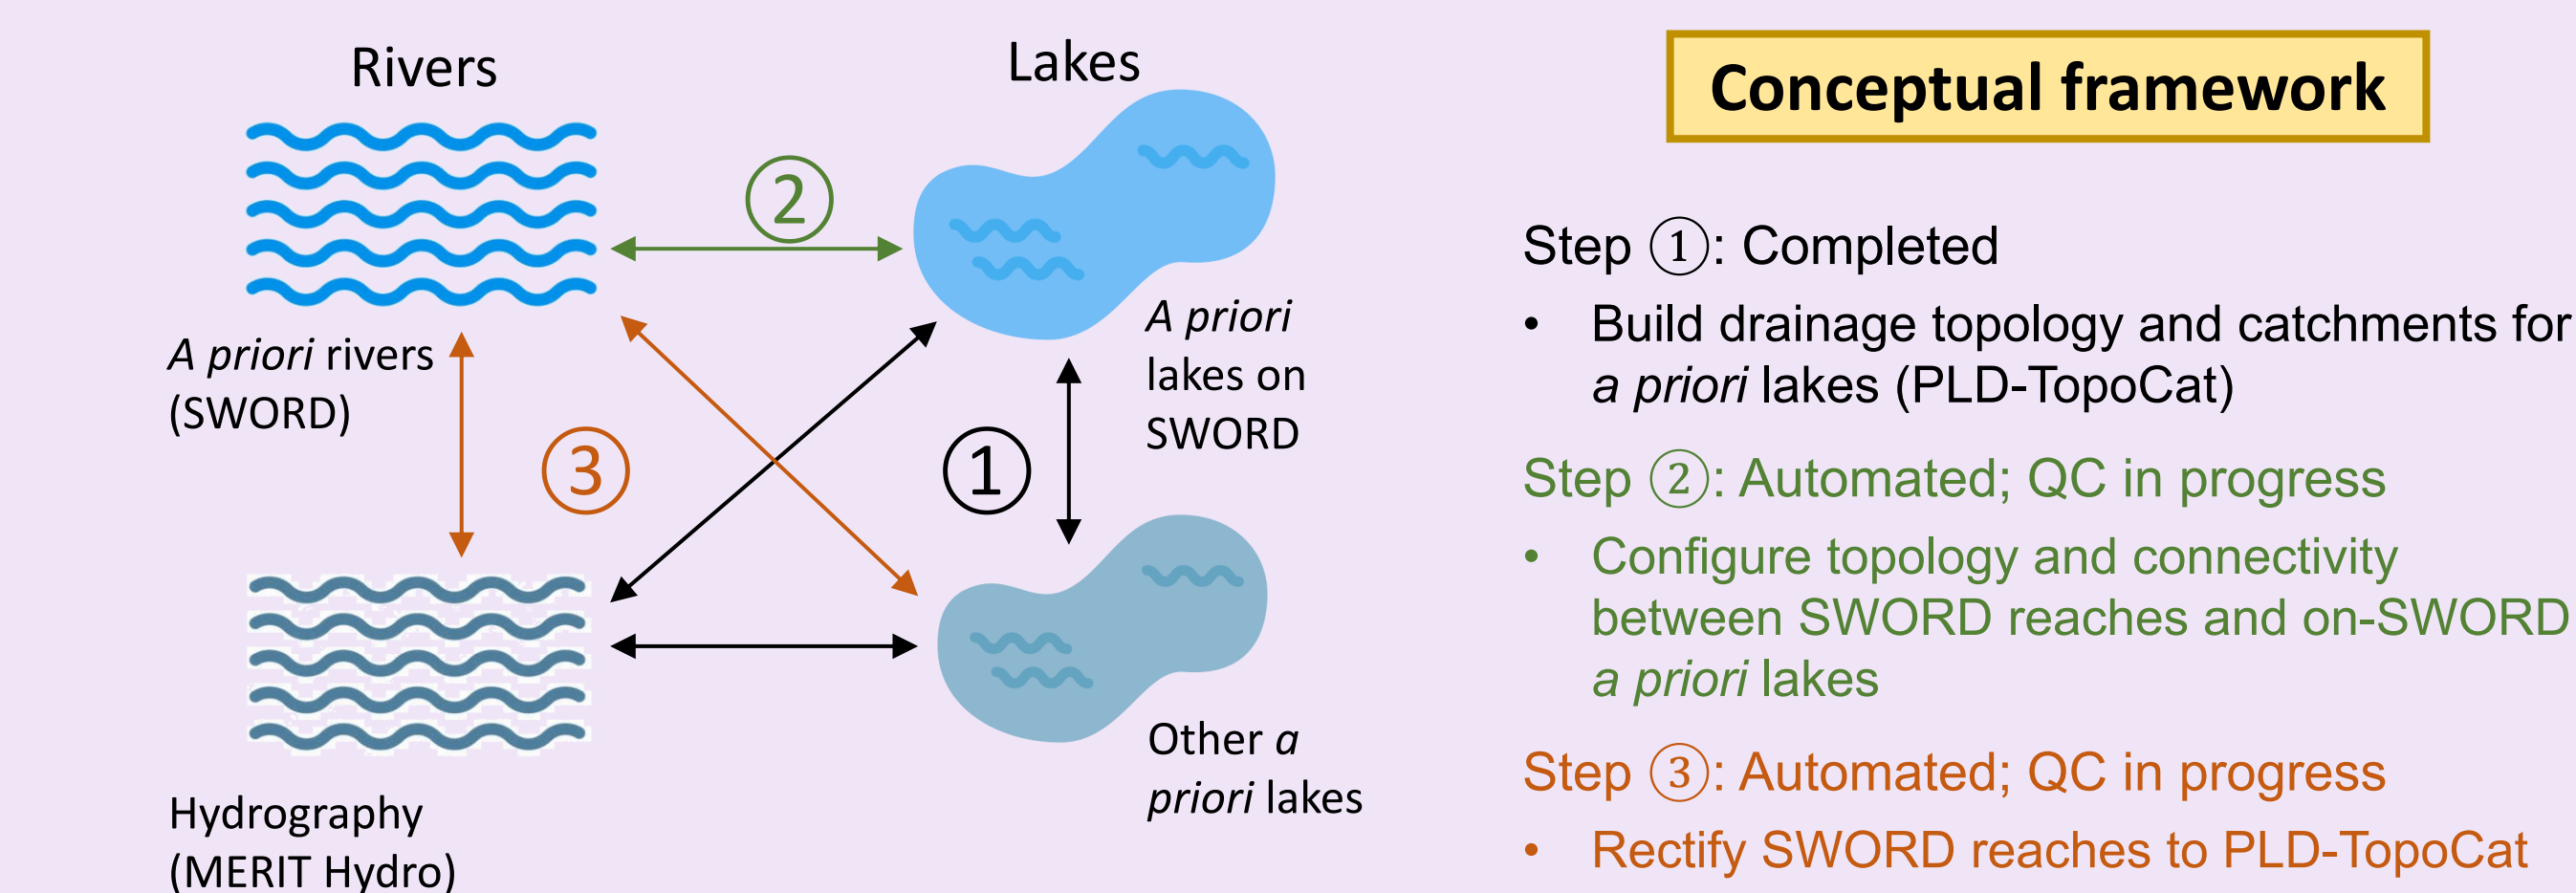 Rivers
Lakes
②
A priori rivers
(SWORD)
A priori
lakes on
SWORD
③
①
Hydrography
(MERIT Hydro)
Other a
priori lakes
Conceptual framework
Step ①: Completed
• Build drainage topology and catchments for
a priori lakes (PLD-TopoCat)
Step ②: Automated; QC in progress
• Configure topology and connectivity
between SWORD reaches and on-SWORD
a priori lakes
Step ③: Automated; QC in progress
• Rectify SWORD reaches to PLD-TopoCat